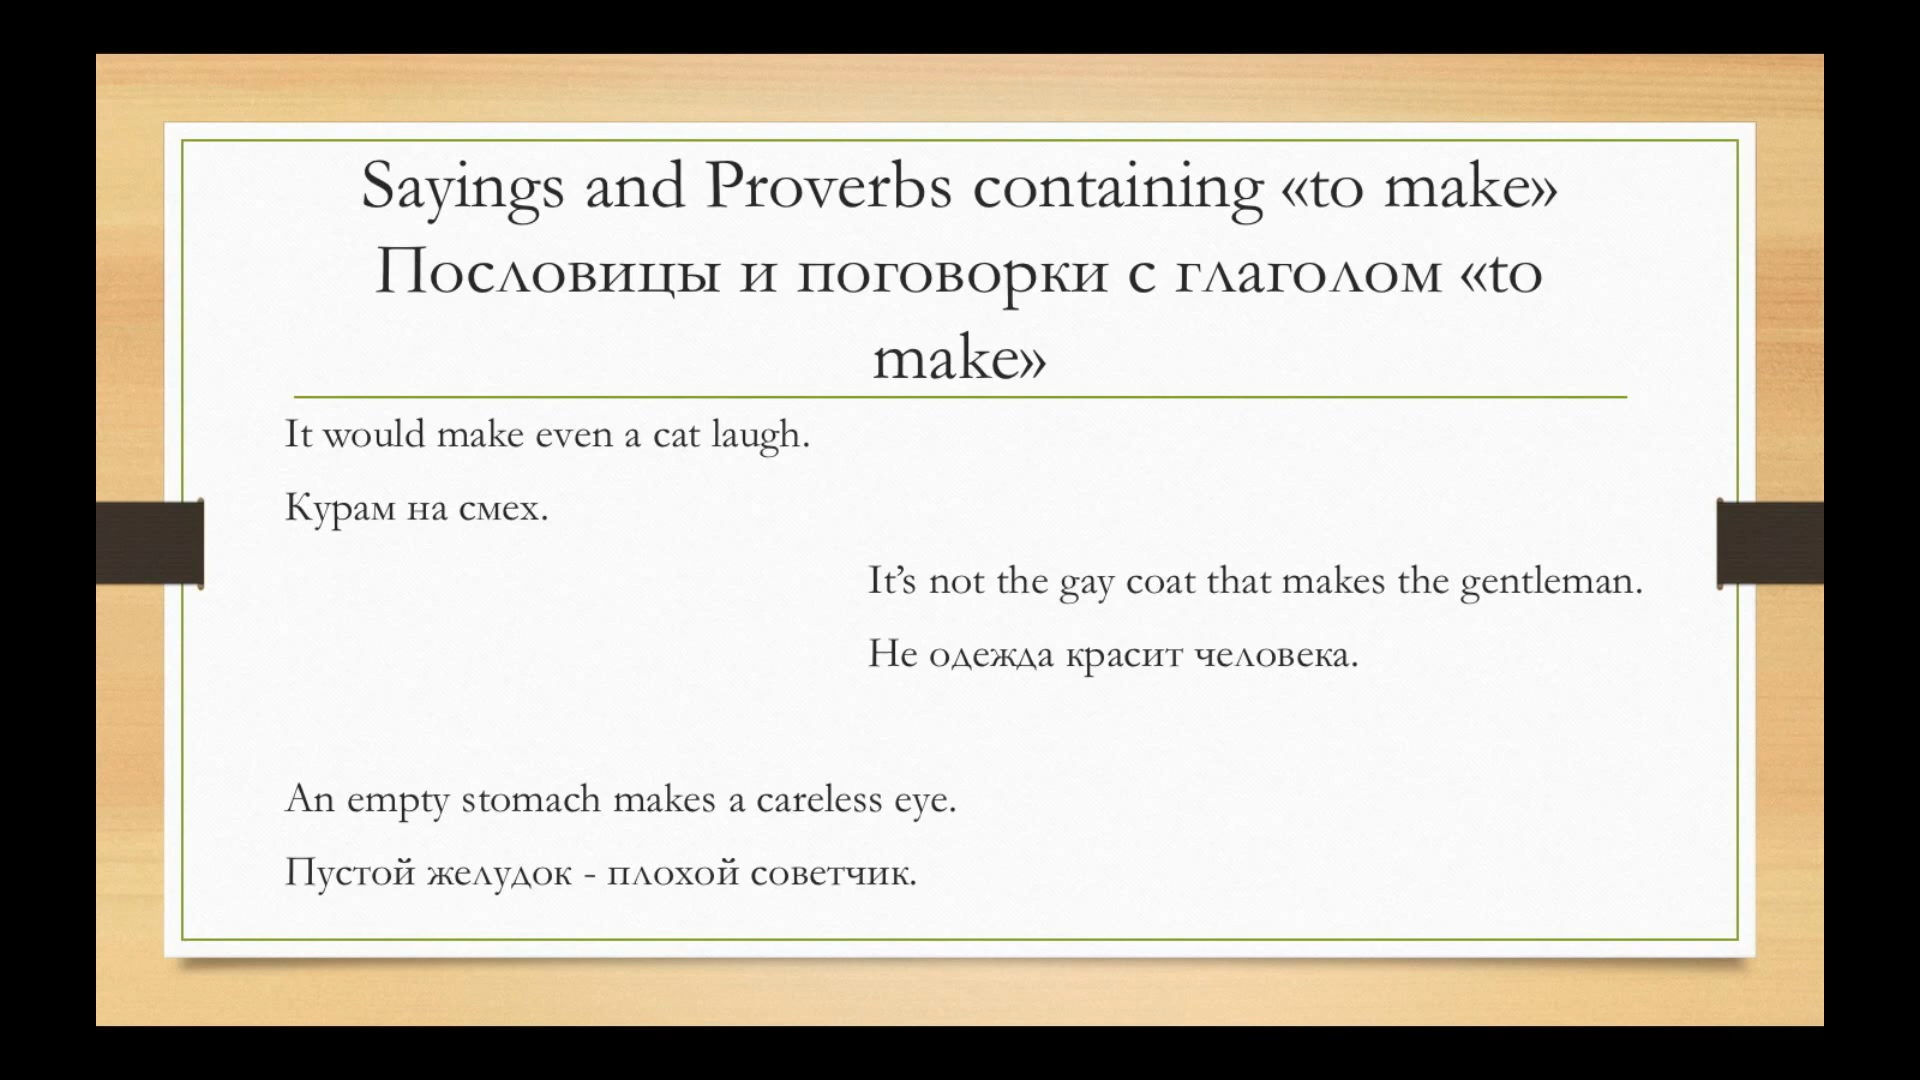 Sayings and Proverbs containing «to make»
Пословицы и поговорки с глаголом «to
make»
It would make even a cat laugh.
Курам на смех.
It’s not the gay coat that makes the gentleman.
Не одежда красит человека.
An empty stomach makes a careless eye.
Пустой желудок - плохой советчик.